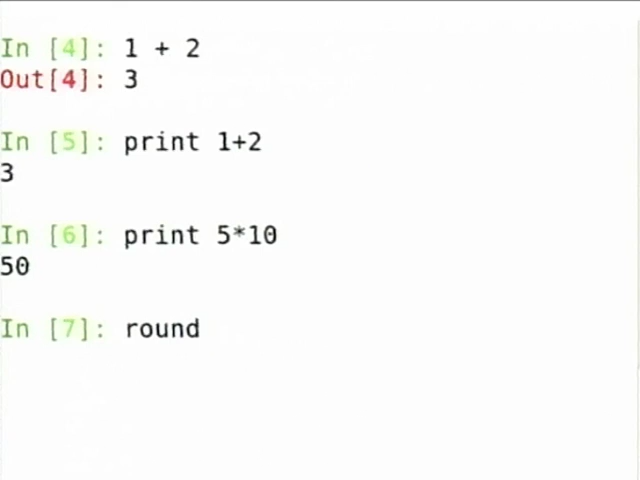 In [4]: 1 + 2
Out[4]: 3
In [5]: print 1+2
3
In [6]: print 5*10
50
In [7]: round